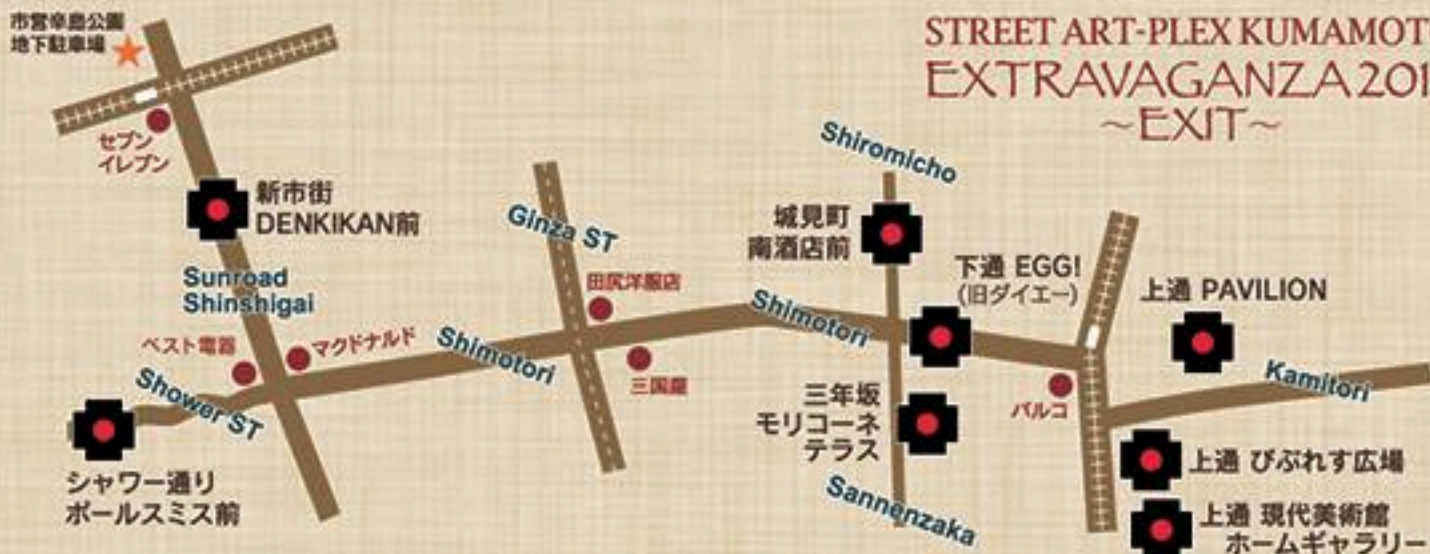 市営辛島公園
地下駐車場
STREET ART-PLEX KUMAMOT
EXTRAVAGANZA 201
～EXIT～
セブン
イレブン
新市街
DENKIKAN前
Shiromicho
Ginza ST
城見町
南酒店前
Sunroad
Shinshigai
田尻洋服店
下通 EGG!
(旧ダイエー)
上通 PAVILION
ベスト電器
マクドナルド
Shimotori
Shimotori
三国屋
Shower ST
パルコ
Kamitori
三年坂
モリコーネ
テラス
シャワー通り
ポールスミス前
Sannenzaka
上通 びぷれす広場
上通 現代美術館
ホームギャラリー